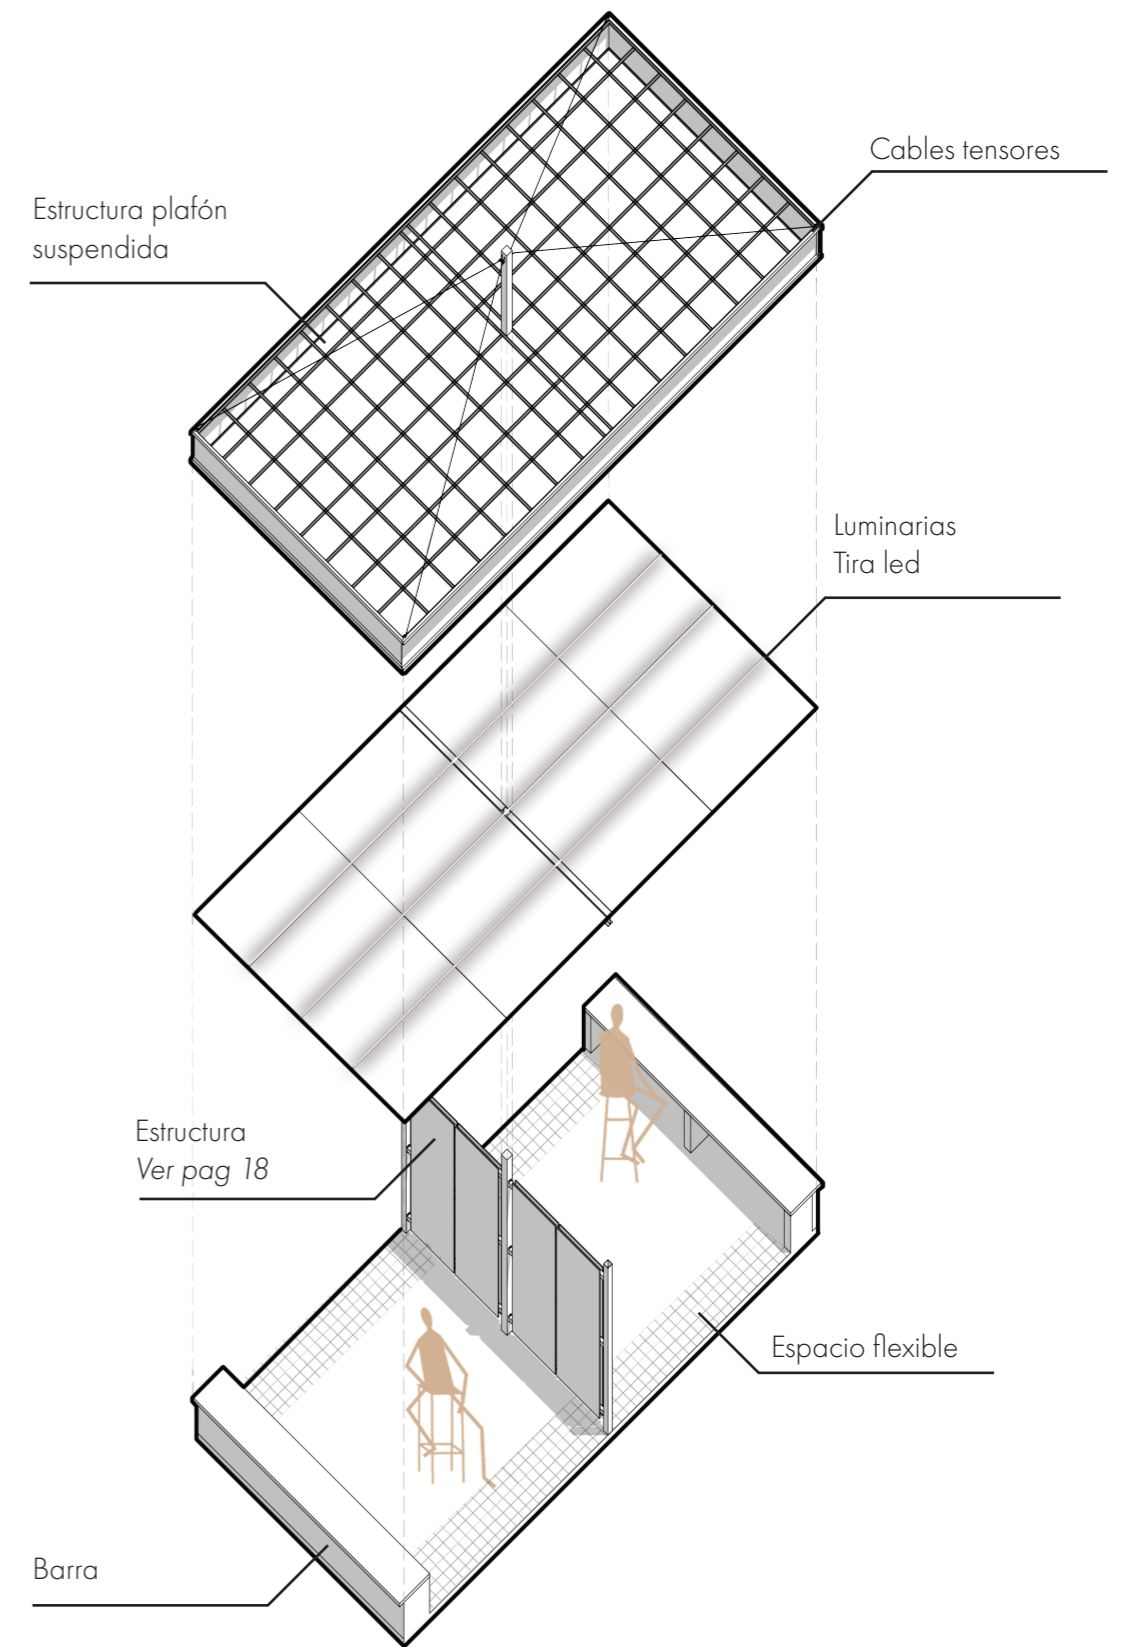 Cables tensores
Estructura plafón
suspendida
Luminarias
Tira led
Estructura
Ver pag 18
Espacio flexible
Barra